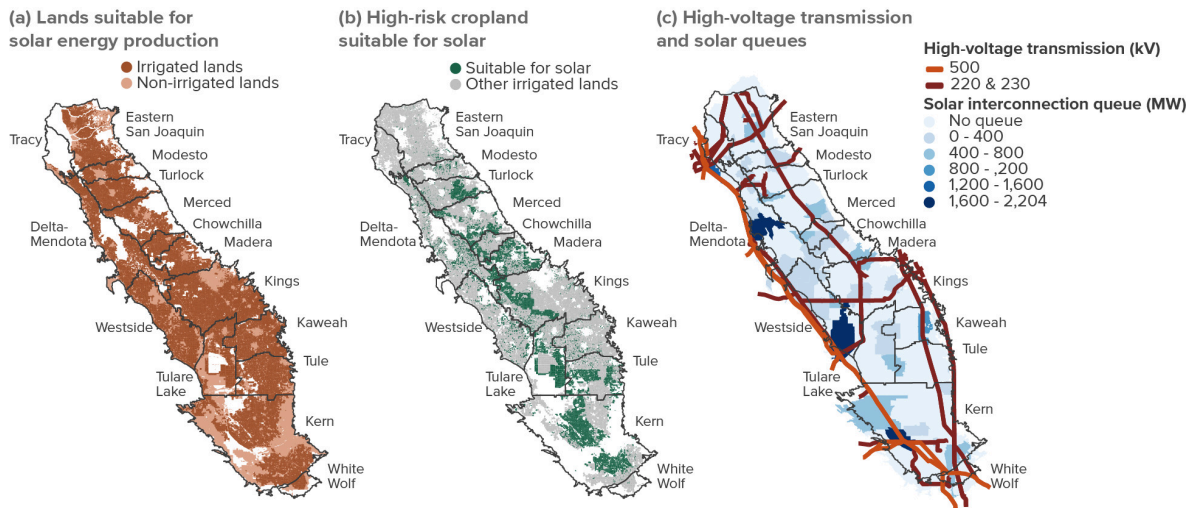 (a) Lands suitable for
solar energy production
Irrigated lands
Non-irrigated lands
Tracy
Eastern
San Joaquin
Modesto
Turlock
Merced
Delta-
Mendota
Chowchilla
Madera
Kings
Westside
Kaweah
Tule
Tulare
Lake
Kern
White
Wolf
(b) High-risk cropland
suitable for solar
Suitable for solar
Other irrigated lands
Tracy
Eastern
San Joaquin
Modesto
Turlock
Merced
Delta-
Mendota
Chowchilla
Madera
Kings
Westside
Kaweah
Tule
Tulare
Lake
Kern
White
Wolf
(c) High-voltage transmission
and solar queues
High-voltage transmission (kV)
500
220 & 230
Solar interconnection queue (MW)
No queue
0 - 400
400 - 800
800 - ,200
1,200 - 1,600
1,600 - 2,204
Tracy
Eastern
San Joaquin
Modesto
Turlock
Merced
Delta-
Mendota
Chowchilla
Madera
Kings
Westside
Kaweah
Tule
Tulare
Lake
Kern
White
Wolf